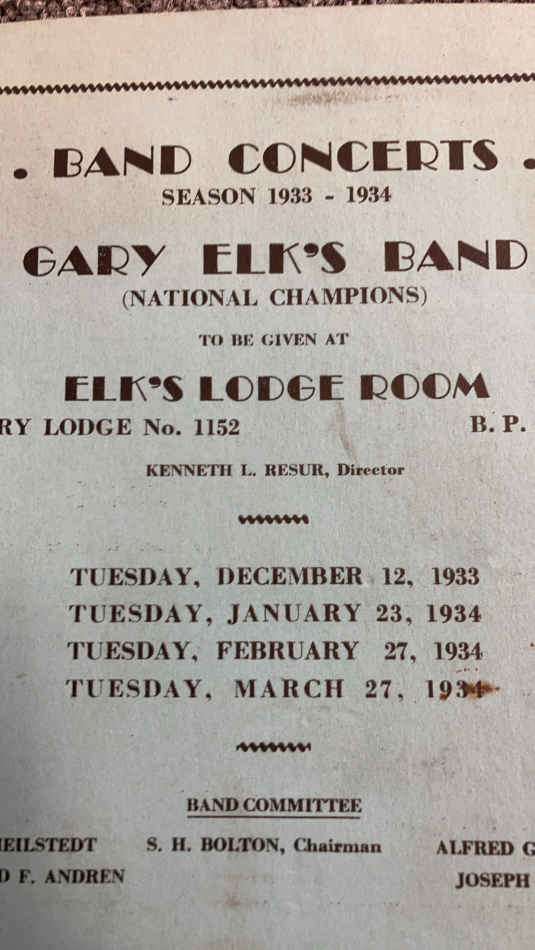 . BAND CONCERTS .
SEASON 1933 - 1934
GARY ELK'S BAND
(NATIONAL CHAMPIONS)
TO BE GIVEN AT
ELK'S LODGE ROOM
RY LODGE No. 1152 B. P.
KENNETH L. RESUR, Director
TUESDAY, DECEMBER 12, 1933
TUESDAY, JANUARY 23, 1934
TUESDAY, FEBRUARY 27, 1934
TUESDAY, MARCH 27, 1934
BAND COMMITTEE
EILSTEDT S. H. BOLTON, Chairman ALFRED G
D F. ANDREN JOSEPH